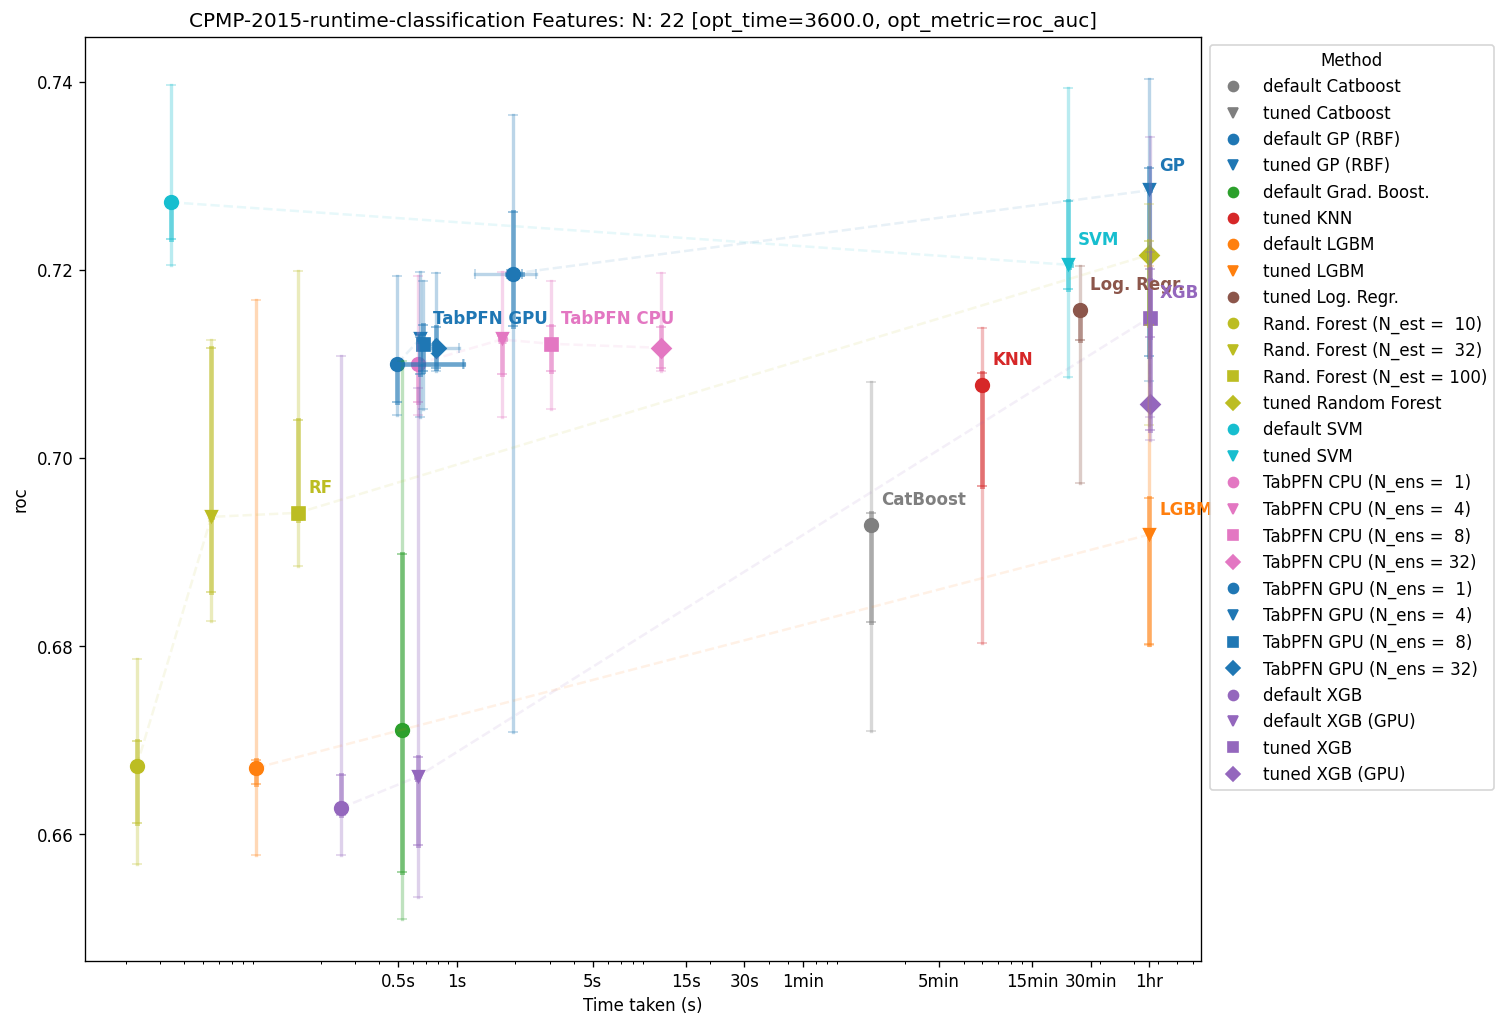 CPMP-2015-runtime-classification Features: N: 22 [opt_time=3600.0, opt_metric=roc_auc]
0.74
0.72
0.70
0.68
0.66
roc
GP
SVM
Log. Regr.
XGB
TabPFN GPU
TabPFN CPU
KNN
RF
CatBoost
LGBM
0.5s 1s 5s 15s 30s 1min 5min 15min 30min 1hr
Time taken (s)
Method
default Catboost
tuned Catboost
default GP (RBF)
tuned GP (RBF)
default Grad. Boost.
tuned KNN
default LGBM
tuned LGBM
tuned Log. Regr.
Rand. Forest (N_est =  10)
Rand. Forest (N_est =  32)
Rand. Forest (N_est = 100)
tuned Random Forest
default SVM
tuned SVM
TabPFN CPU (N_ens =  1)
TabPFN CPU (N_ens =  4)
TabPFN CPU (N_ens =  8)
TabPFN CPU (N_ens = 32)
TabPFN GPU (N_ens =  1)
TabPFN GPU (N_ens =  4)
TabPFN GPU (N_ens =  8)
TabPFN GPU (N_ens = 32)
default XGB
default XGB (GPU)
tuned XGB
tuned XGB (GPU)